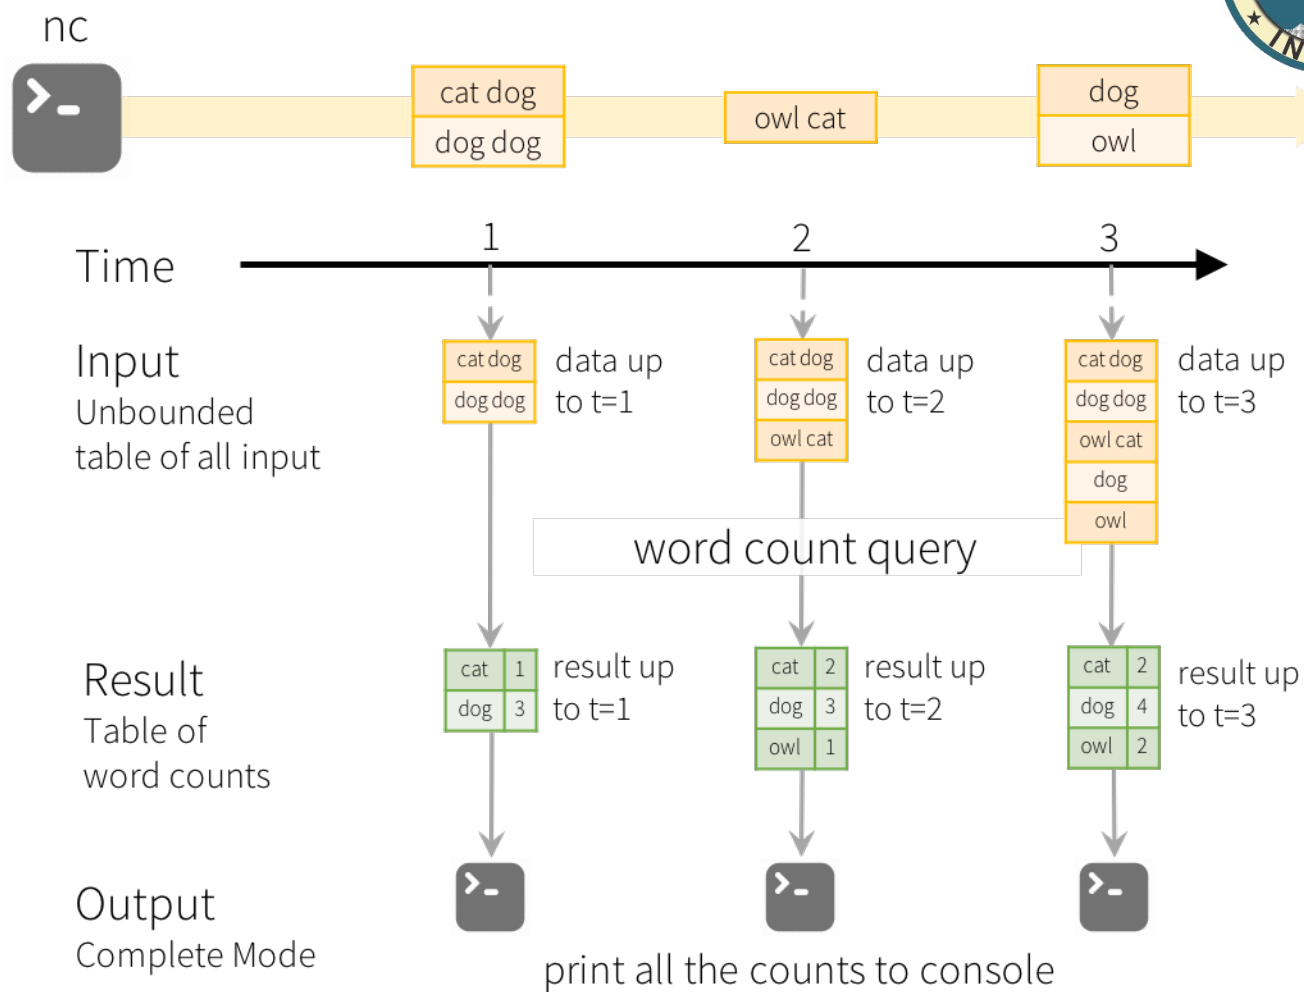 nc
cat dog
dog dog
owl cat
dog
owl
Time
1
2
3
Input
Unbounded
table of all input
cat dog
dog dog
data up
to t=1
cat dog
dog dog
owl cat
data up
to t=2
cat dog
dog dog
owl cat
dog
owl
data up
to t=3
word count query
Result
Table of
word counts
cat 1
dog 3
result up
to t=1
cat 2
dog 3
owl 1
result up
to t=2
cat 2
dog 4
owl 2
result up
to t=3
Output
Complete Mode
print all the counts to console